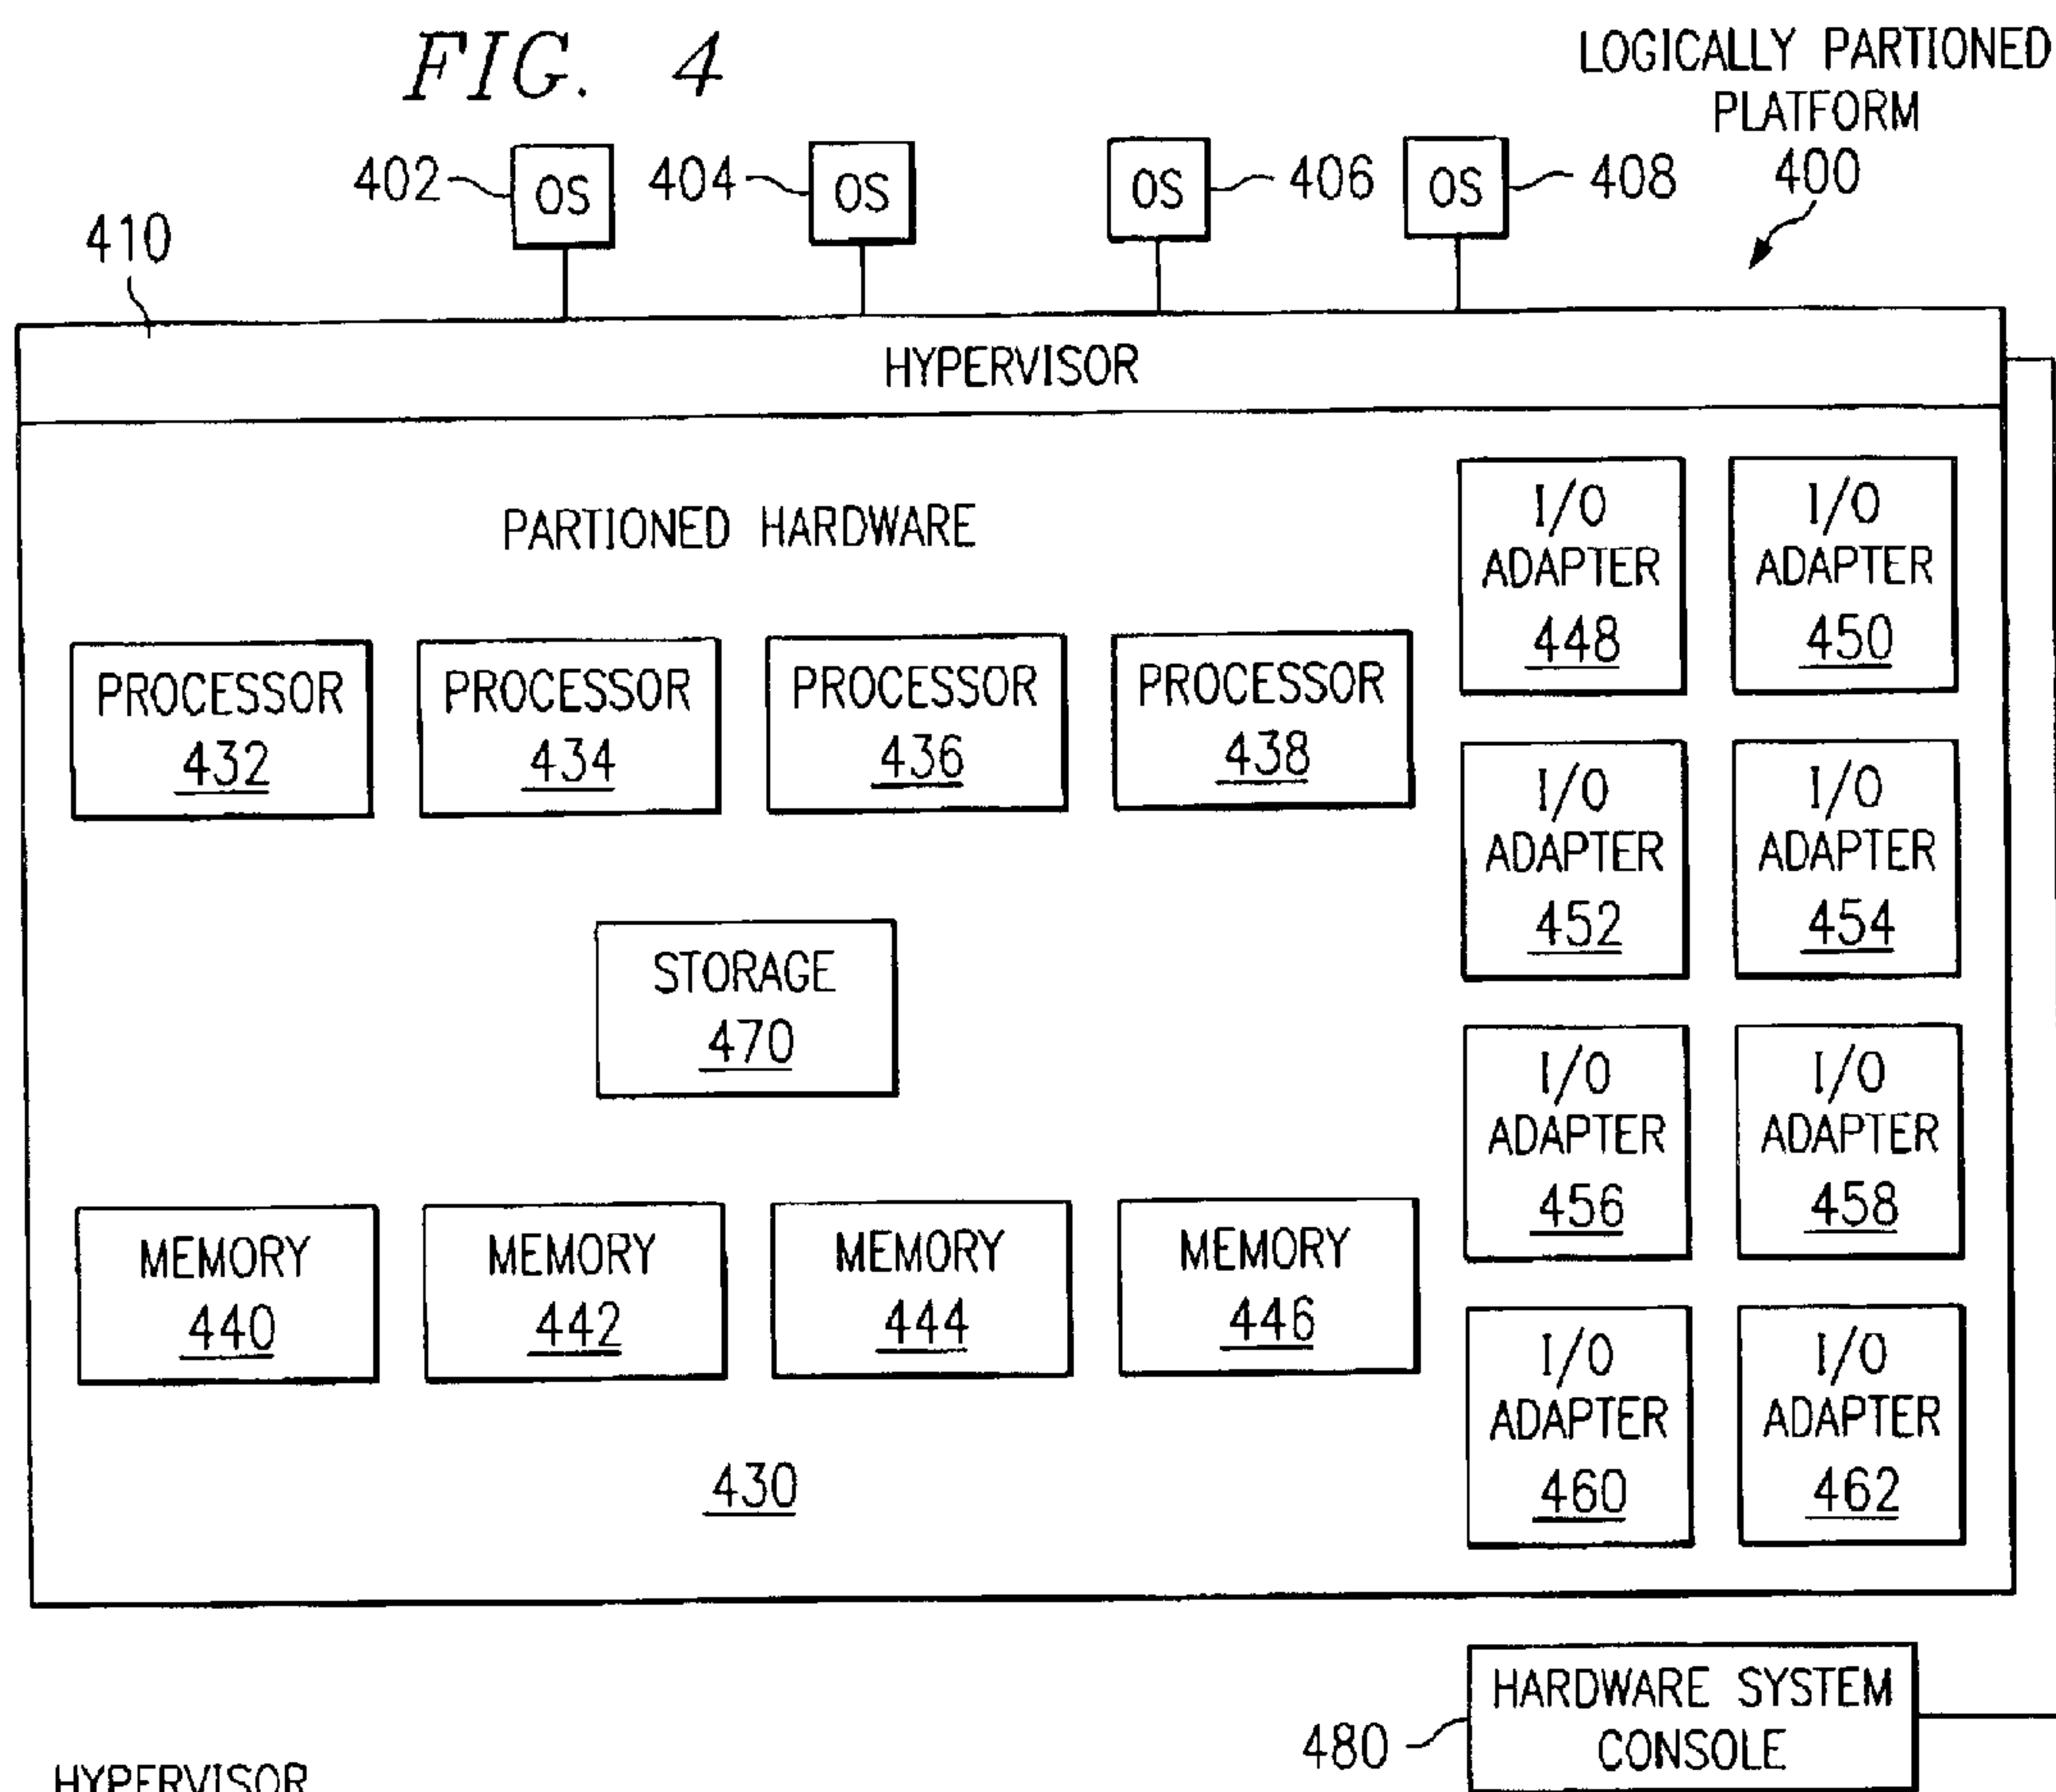 FIG. 4
LOGICALLY PARTIONED
PLATFORM
400
402
OS
404
OS
OS
406
OS
408
410
HYPERVISOR
PARTIONED HARDWARE
I/O
ADAPTER
448
I/O
ADAPTER
450
PROCESSOR
432
PROCESSOR
434
PROCESSOR
436
PROCESSOR
438
I/O
ADAPTER
452
I/O
ADAPTER
454
STORAGE
470
I/O
ADAPTER
456
I/O
ADAPTER
458
MEMORY
440
MEMORY
442
MEMORY
444
MEMORY
446
I/O
ADAPTER
460
I/O
ADAPTER
462
430
HARDWARE SYSTEM
CONSOLE
480
HYPERVISOR